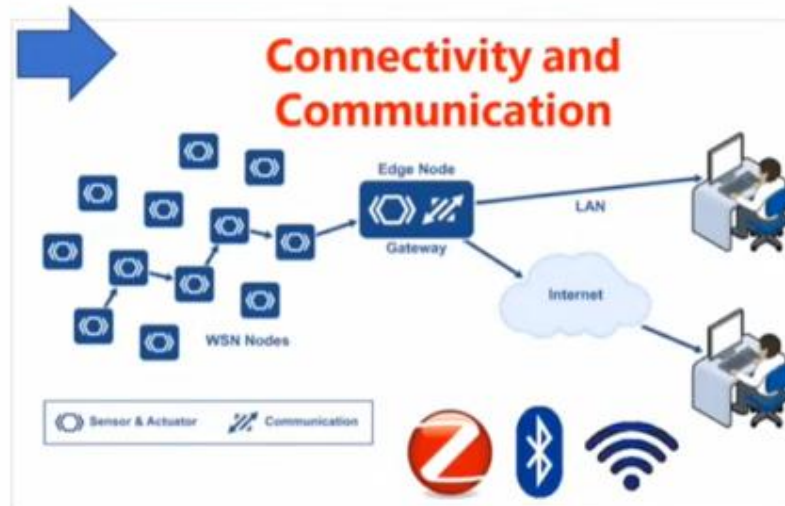 Connectivity and
Communication
Edge Node
Gateway
LAN
Internet
WSN Nodes
Sensor & Actuator
Communication